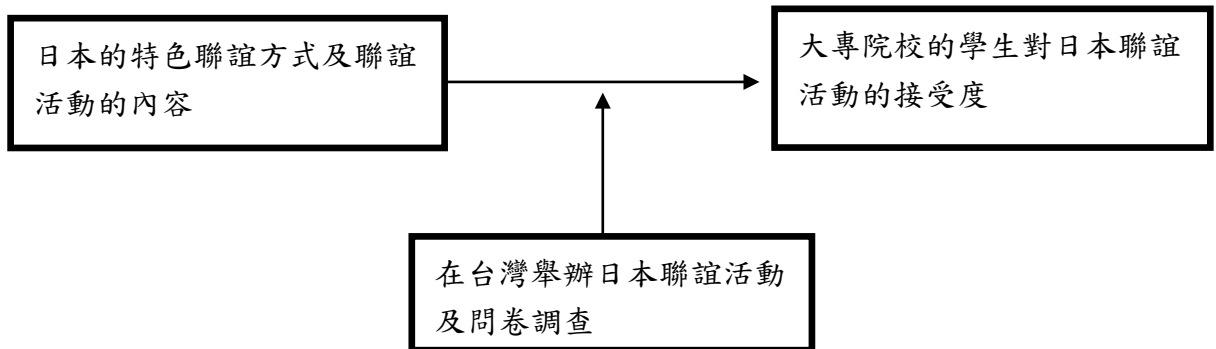 日本的特色聯誼方式及聯誼
活動的內容
大專院校的學生對日本聯誼
活動的接受度
在台灣舉辦日本聯誼活動
及問卷調查